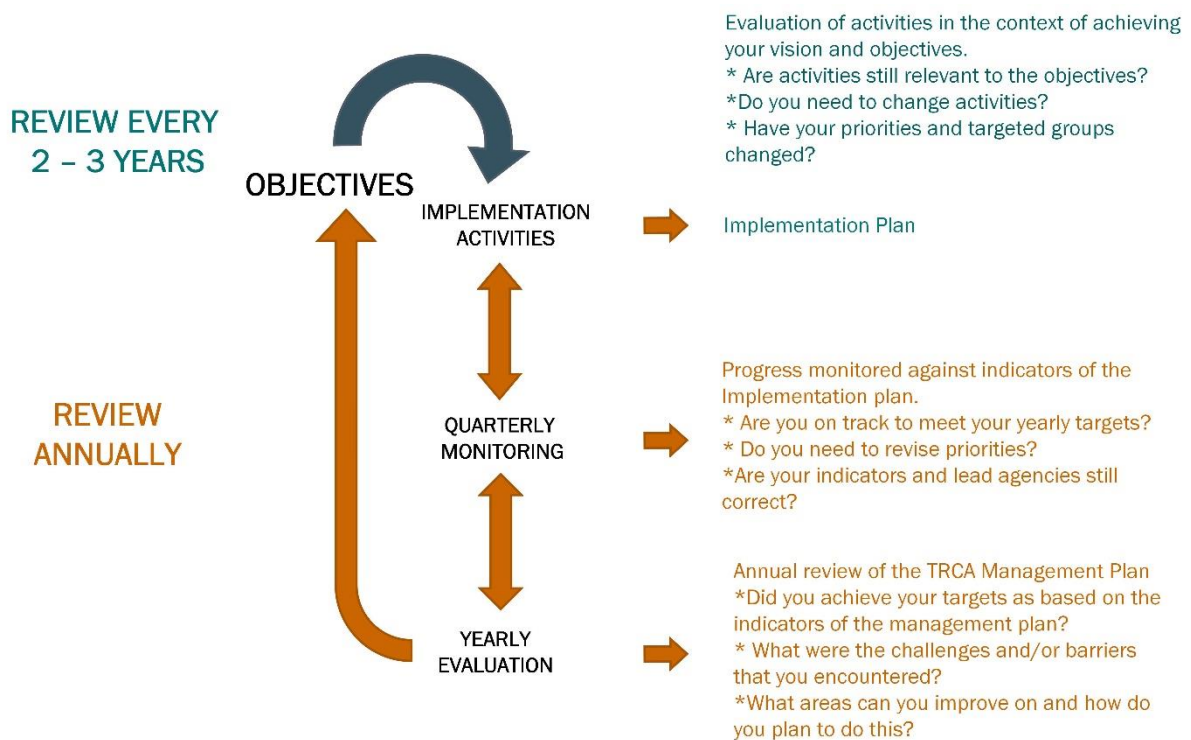 REVIEW EVERY
2 – 3 YEARS
OBJECTIVES
IMPLEMENTATION
ACTIVITIES
Evaluation of activities in the context of achieving
your vision and objectives.
* Are activities still relevant to the objectives?
*Do you need to change activities?
* Have your priorities and targeted groups
changed?
Implementation Plan
REVIEW
ANNUALLY
QUARTERLY
MONITORING
Progress monitored against indicators of the
Implementation plan.
* Are you on track to meet your yearly targets?
* Do you need to revise priorities?
*Are your indicators and lead agencies still
correct?
YEARLY
EVALUATION
Annual review of the TRCA Management Plan
*Did you achieve your targets as based on the
indicators of the management plan?
* What were the challenges and/or barriers
that you encountered?
*What areas can you improve on and how do
you plan to do this?